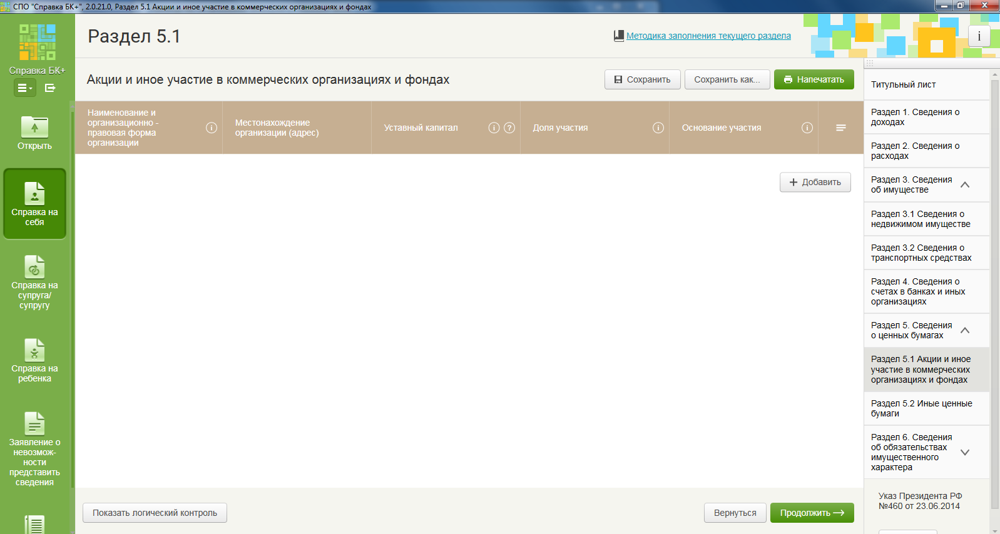 СПО "Справка БК+", 2.0.21.0, Раздел 5.1 Акции и иное участие в коммерческих организациях и фондах
Справка БК+
Открыть
Справка на
себя
Справка на
супруга/
супругу
Справка на
ребенка
Заявление о
невозмож-
ности
представить
сведения
Раздел 5.1
Методика заполнения текущего раздела
i
Акции и иное участие в коммерческих организациях и фондах
Сохранить
Сохранить как...
Напечатать
Наименование и
организационно -
правовая форма
организации
i
Местонахождение
организации (адрес)
Уставный капитал
i
?
Доля участия
i
Основание участия
i
+ Добавить
Показать логический контроль
Вернуться
Продолжить
Титульный лист
Раздел 1. Сведения о
доходах
Раздел 2. Сведения о
расходах
Раздел 3. Сведения
об имуществе
Раздел 3.1 Сведения о
недвижимом имуществе
Раздел 3.2 Сведения о
транспортных средствах
Раздел 4. Сведения о
счетах в банках и иных
организациях
Раздел 5. Сведения
о ценных бумагах
Раздел 5.1 Акции и иное
участие в коммерческих
организациях и фондах
Раздел 5.2 Иные ценные
бумаги
Раздел 6. Сведения
об обязательствах
имущественного
характера
Указ Президента РФ
№460 от 23.06.2014